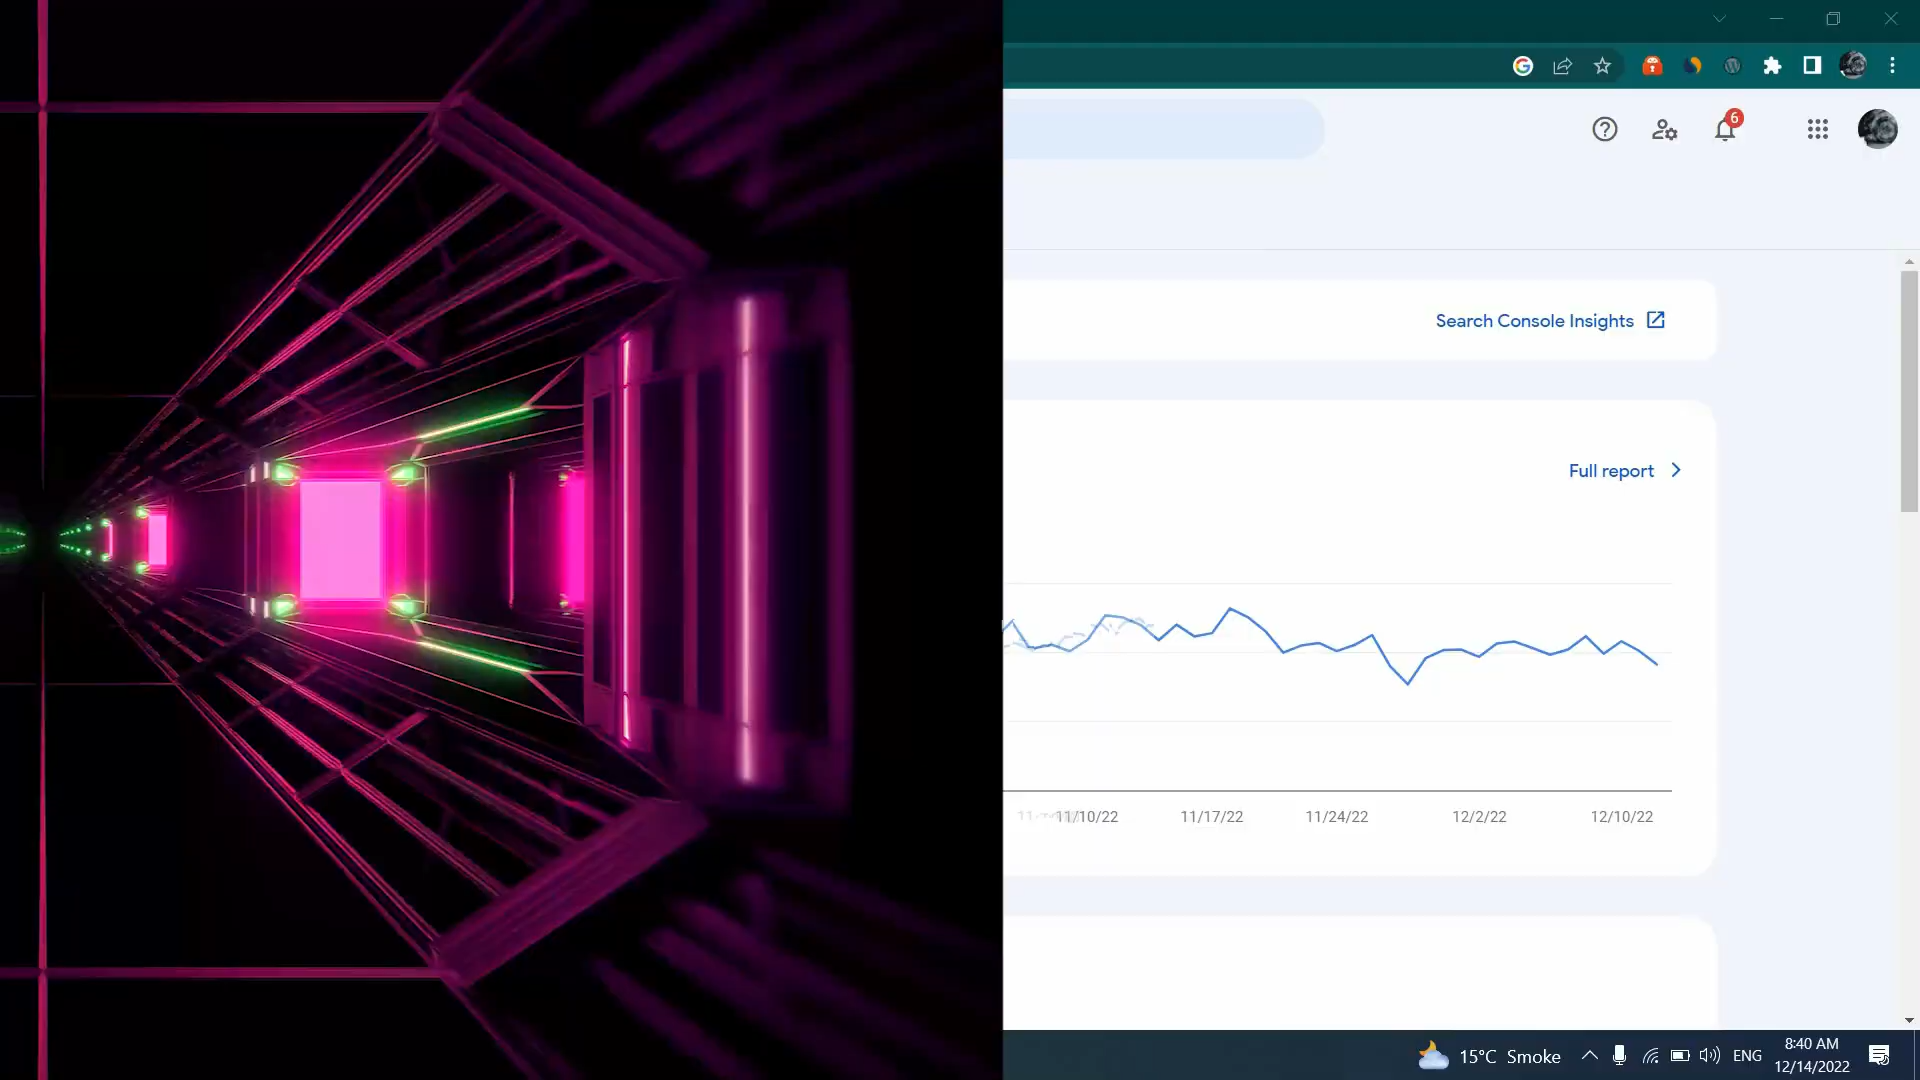 6
Search Console Insights
Full report
11/10/22 11/17/22 11/24/22 12/2/22 12/10/22
15°C Smoke ENG 8:40 AM
12/14/2022